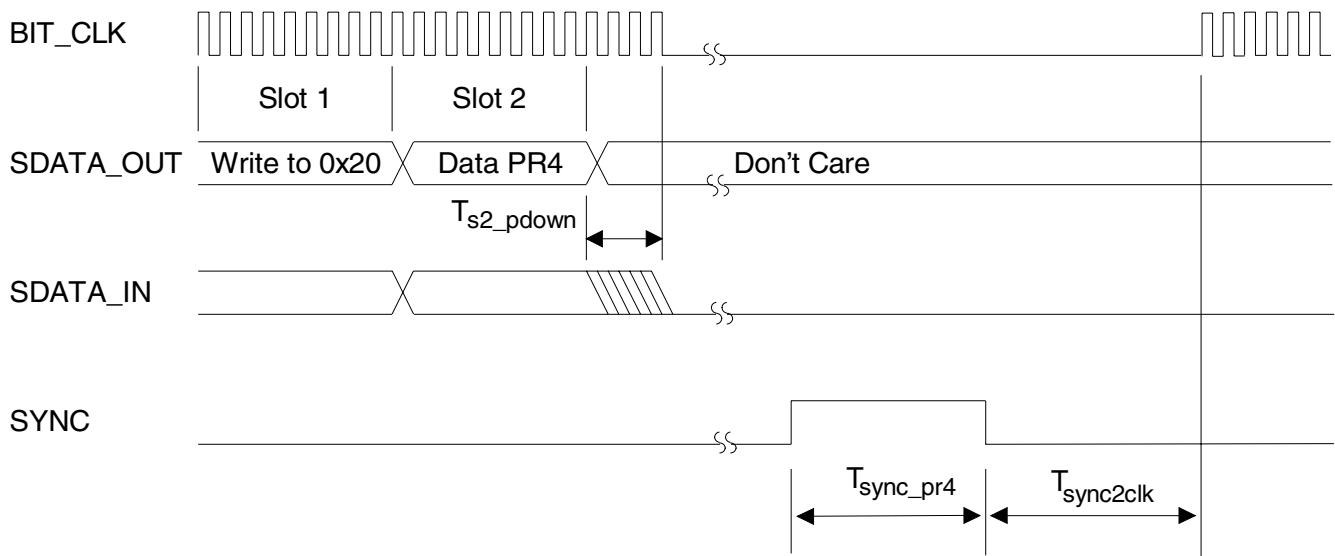 BIT_CLK
Slot 1
Slot 2
SDATA_OUT
Write to 0x20
Data PR4
Don't Care
Ts2_pdown
SDATA_IN
SYNC
Tsync_pr4
Tsync2clk